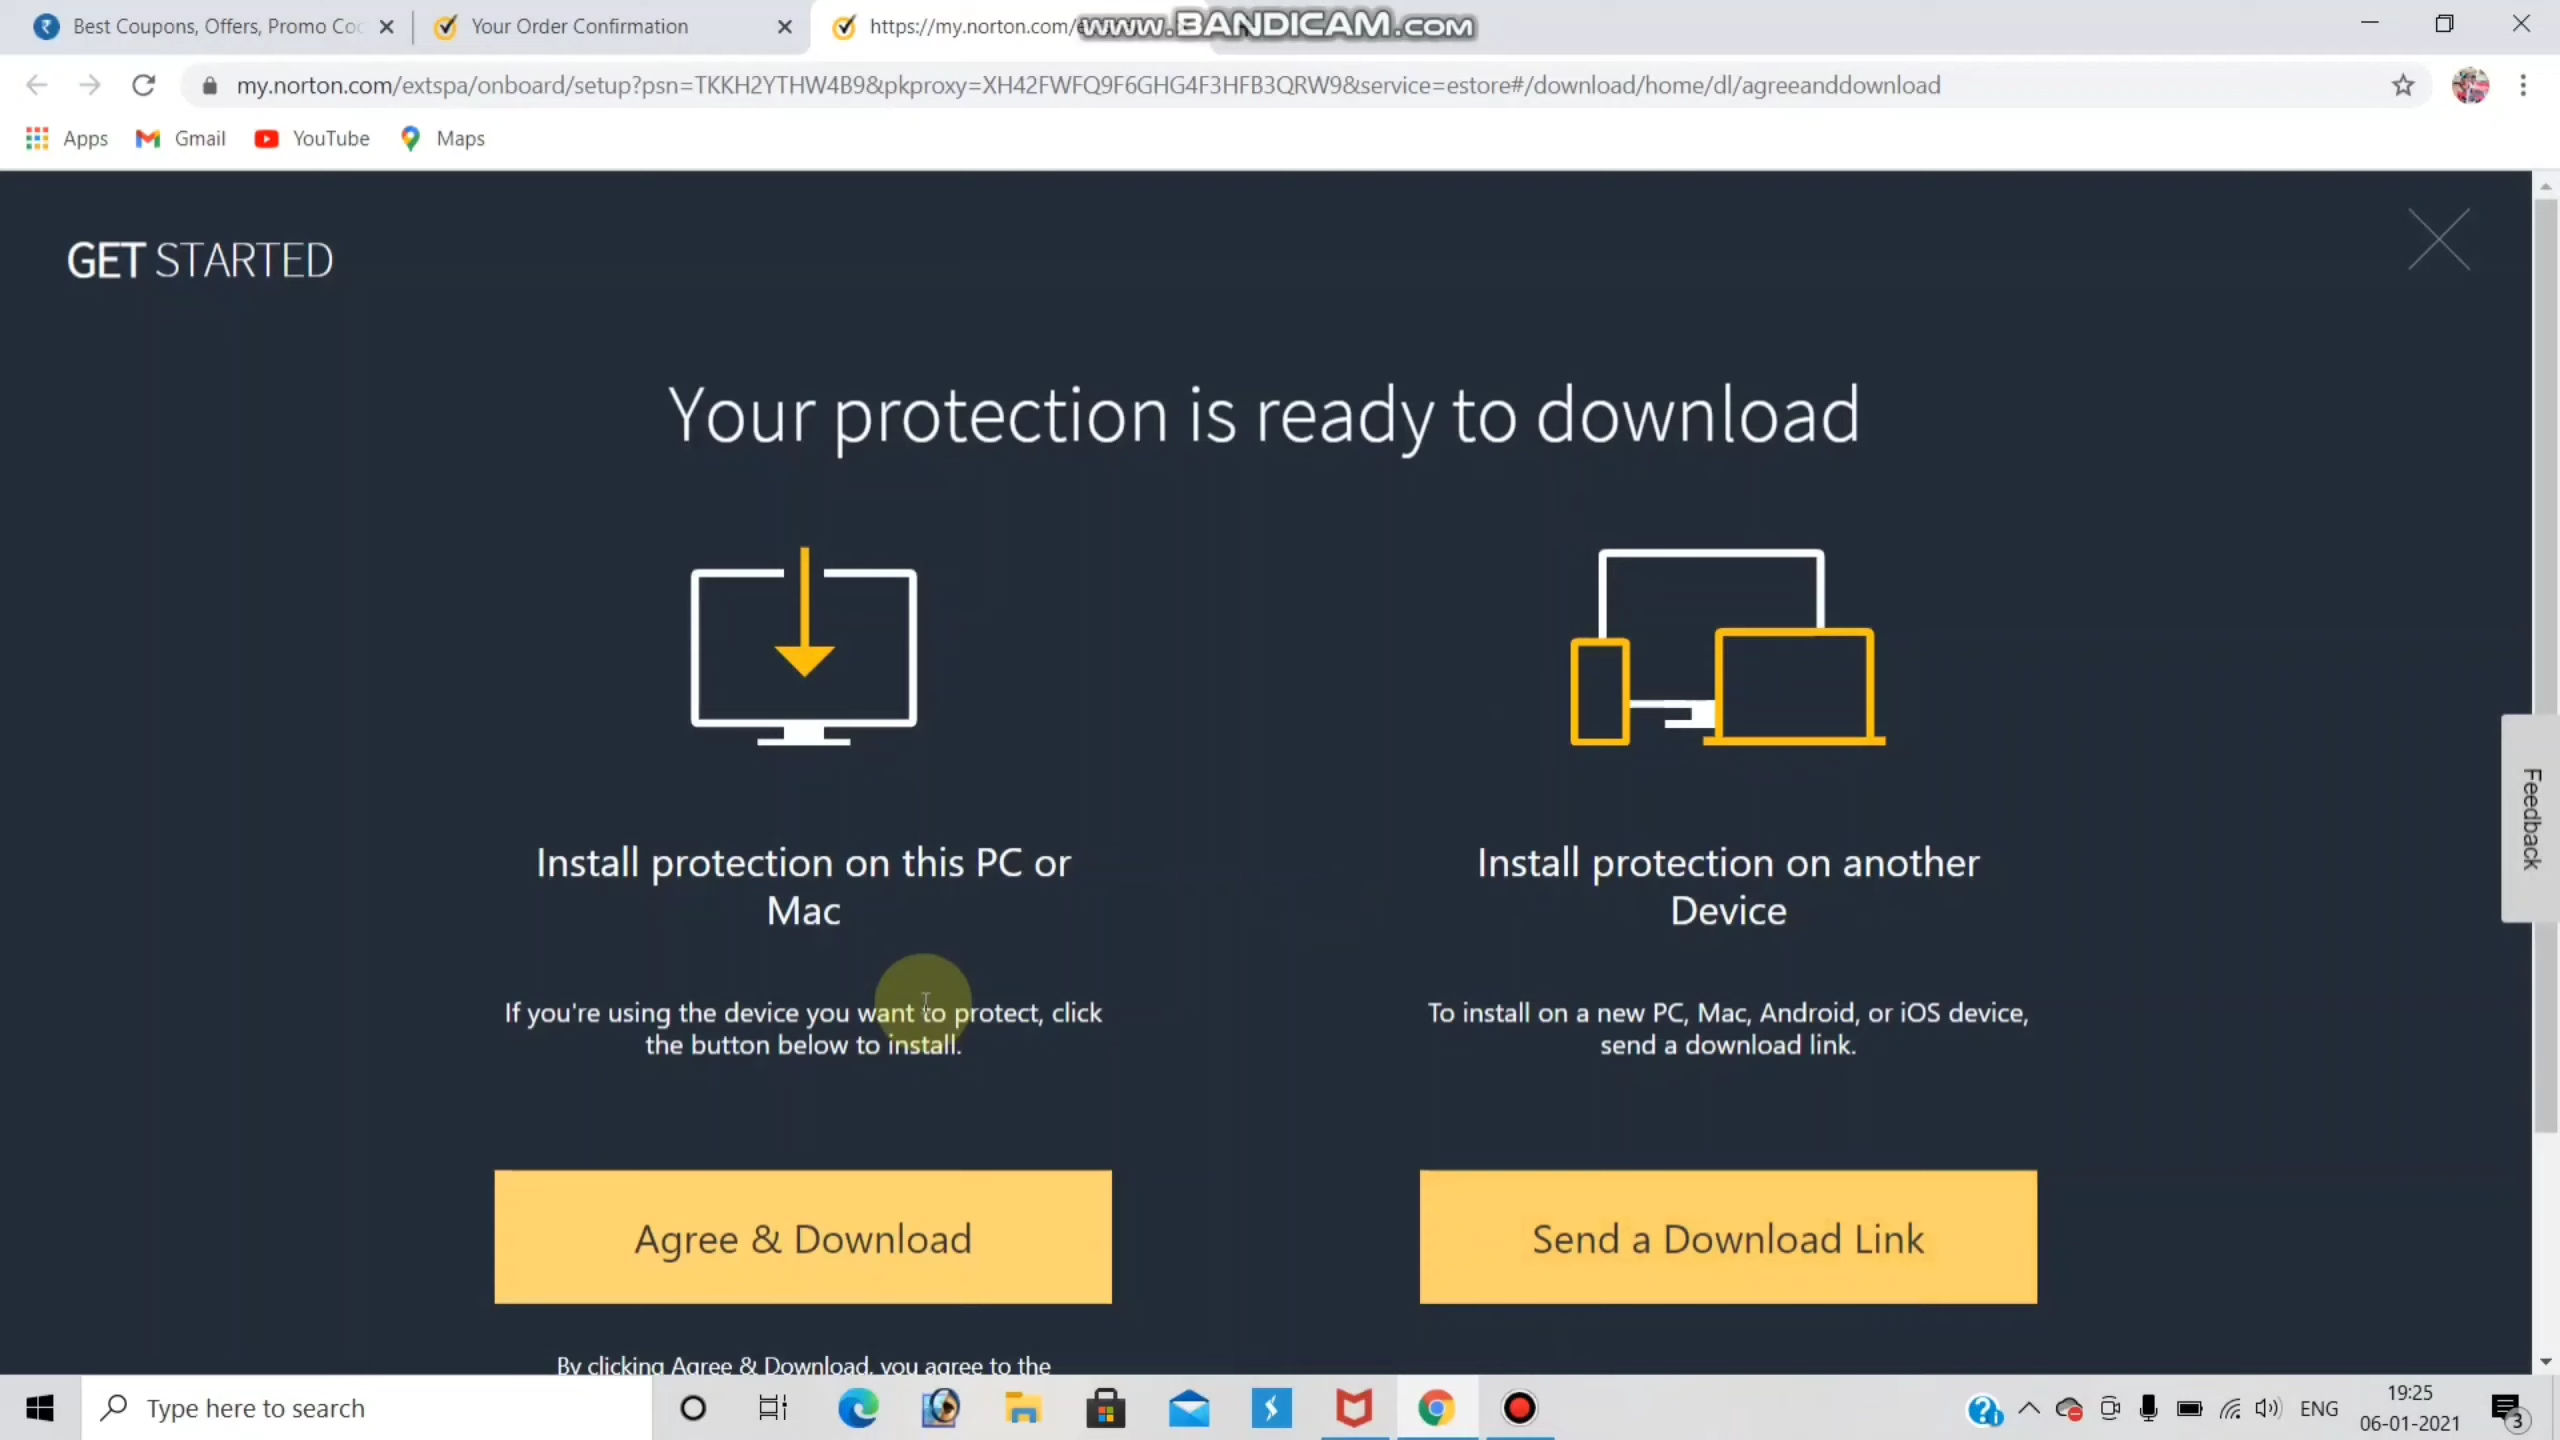 Best Coupons, Offers, Promo Co
Your Order Confirmation
https://my.norton.com/e
www.BANDICAM.com
my.norton.com/extspa/onboard/setup?psn=TKKH2YTHW4B9&pkproxy=XH42FWFQ9F6GHG4F3HFB3QRW9&service=estore#/download/home/dl/agreeanddownload
Apps
Gmail
YouTube
Maps
GET STARTED
Your protection is ready to download
Install protection on this PC or
Mac
If you're using the device you want to protect, click
the button below to install.
Agree & Download
By clicking Agree & Download, you agree to the
Install protection on another
Device
To install on a new PC, Mac, Android, or iOS device,
send a download link.
Send a Download Link
Feedback
Type here to search
ENG
19:25
06-01-2021
3